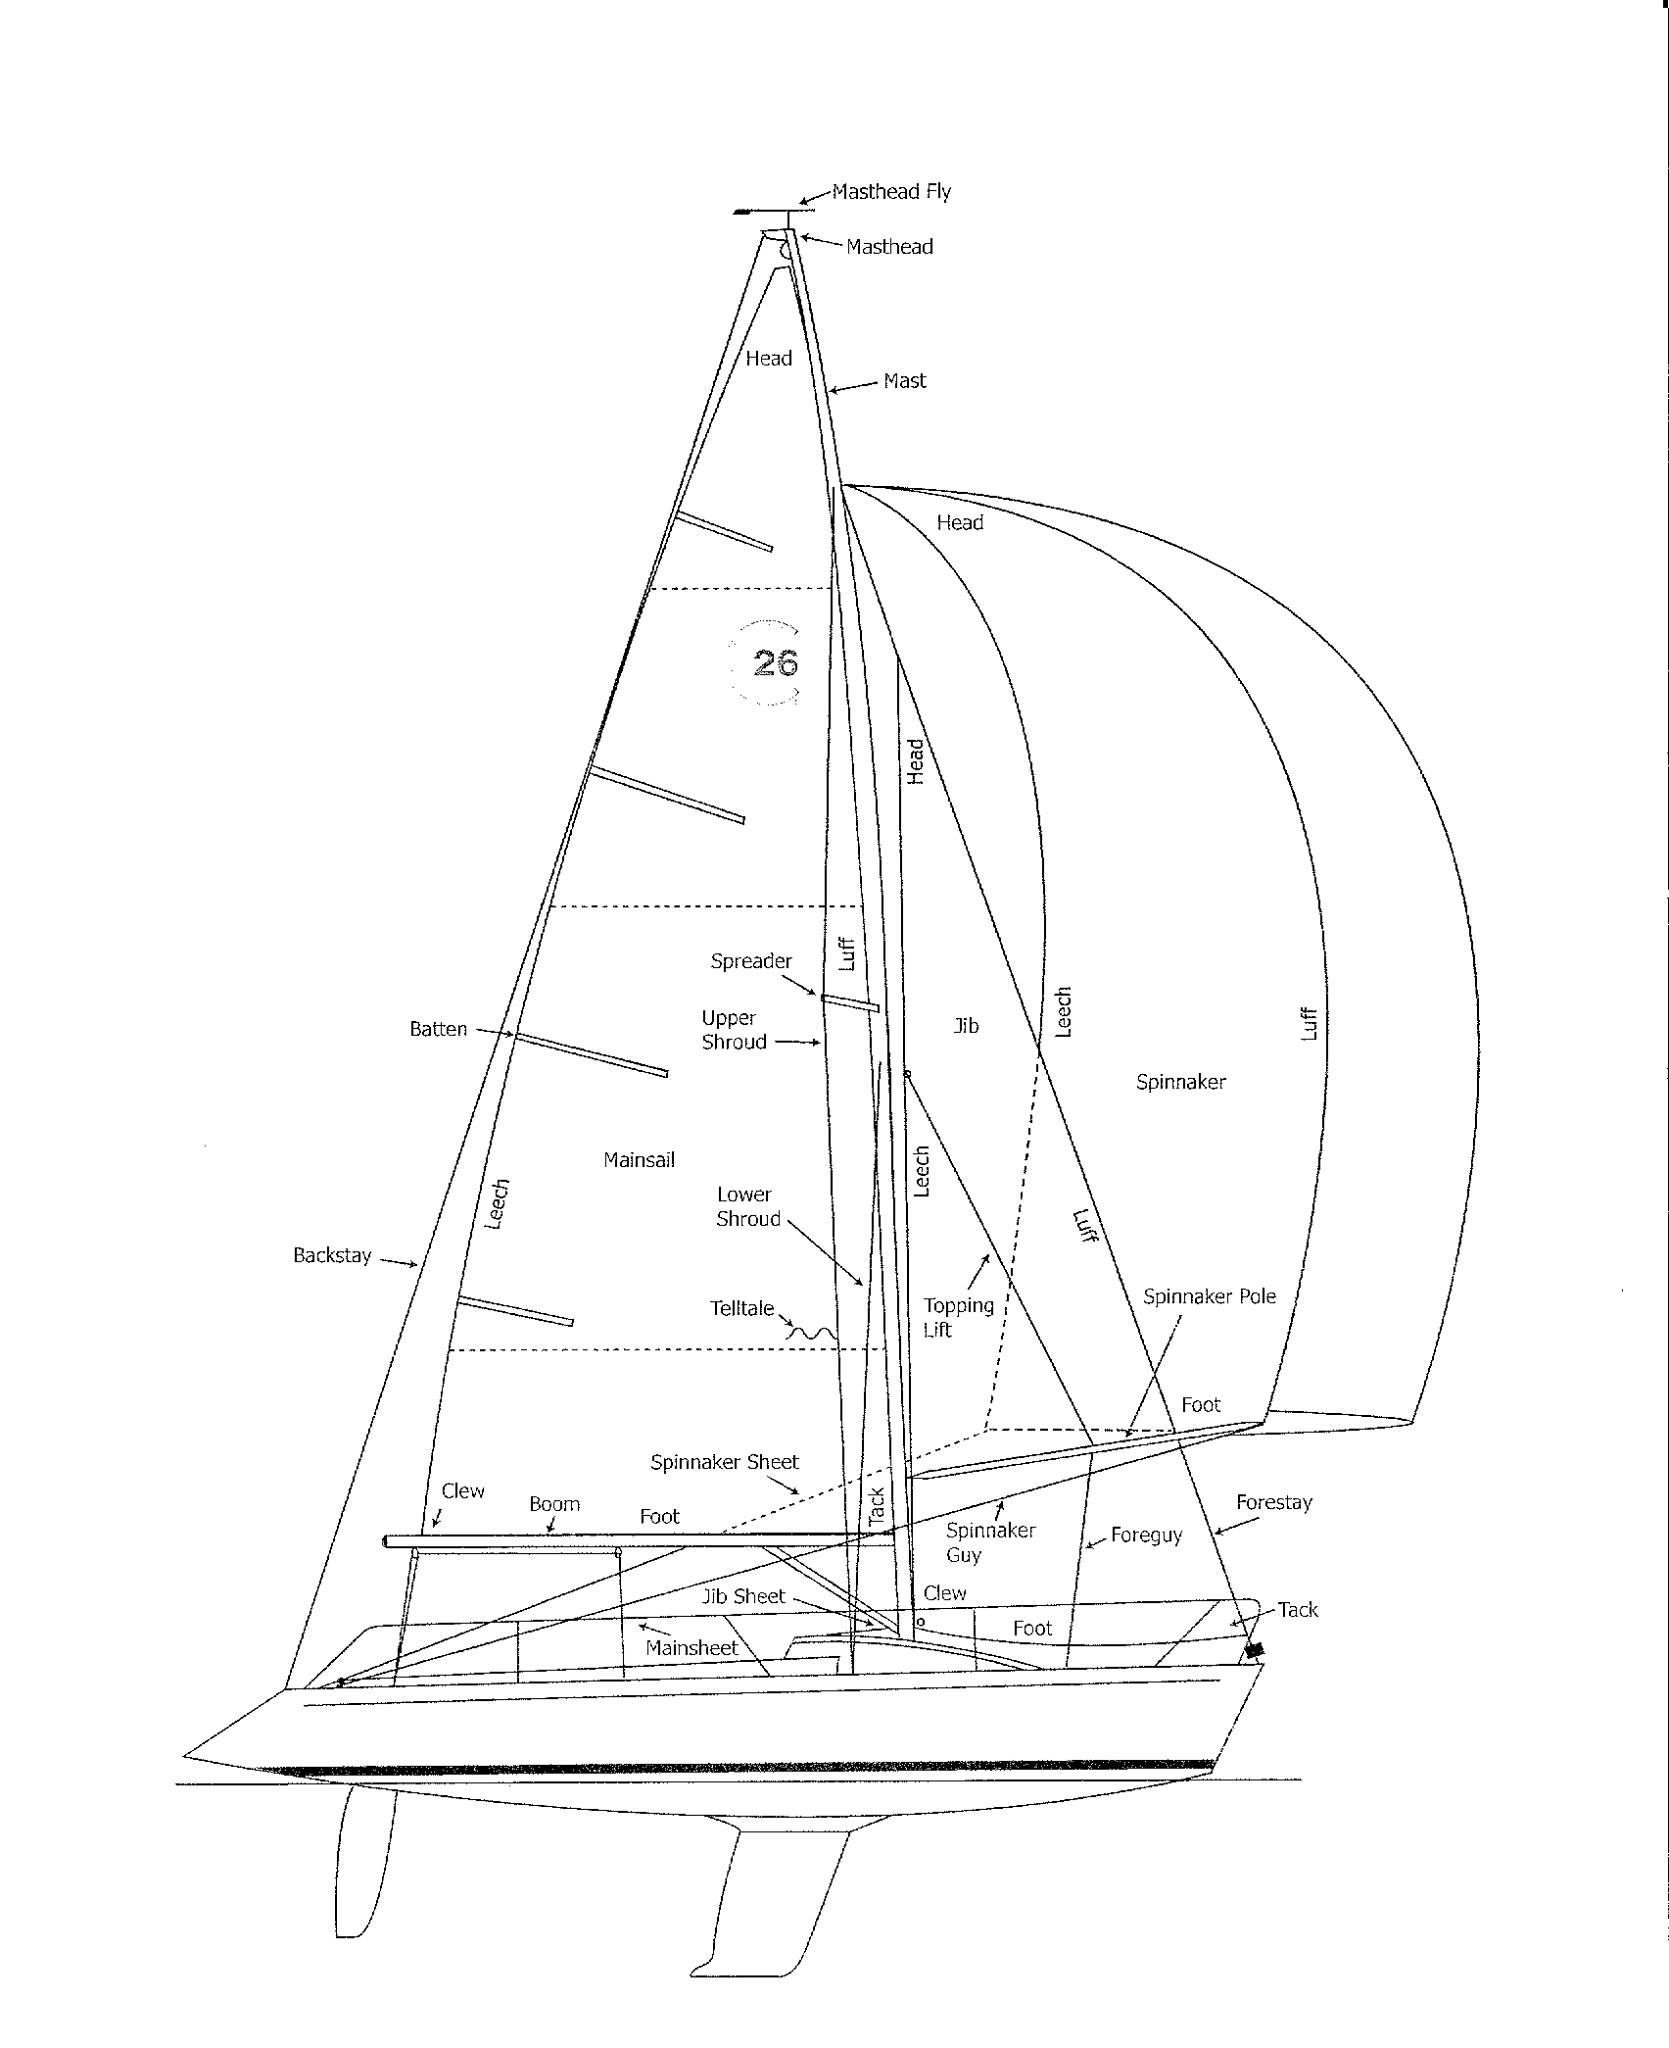 Masthead Fly
Masthead
Head
Mast
Head
26
Head
Luff
Spreader
Leech
Luff
Upper
Shroud
Batten
Jib
Spinnaker
Mainsail
Leech
Leech
Lower
Shroud
Luff
Backstay
Telltale
Topping
Lift
Spinnaker Pole
Foot
Spinnaker Sheet
Clew
Boom
Foot
Tack
Spinnaker
Guy
Foreguy
Forestay
Jib Sheet
Clew
Tack
Foot
Mainsheet